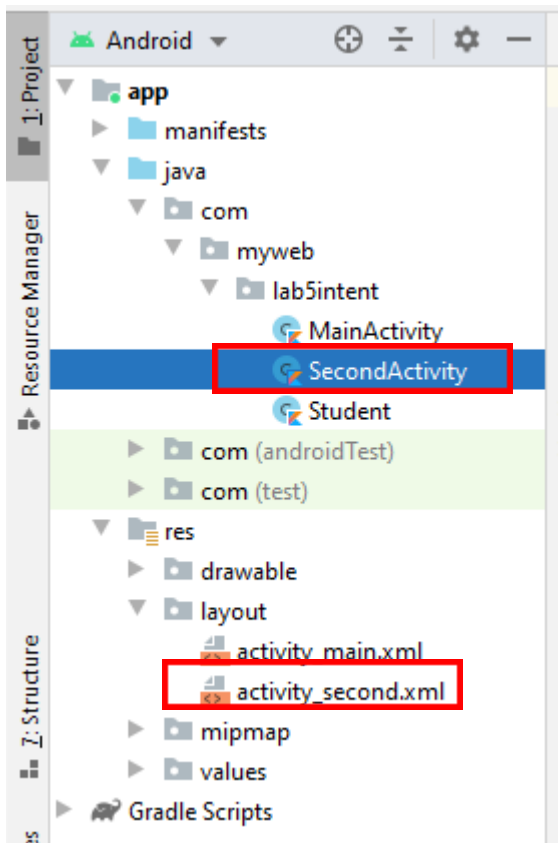 Android
app
manifests
java
com
myweb
lab5intent
MainActivity
SecondActivity
Student
com (androidTest)
com (test)
res
drawable
layout
activity_main.xml
activity_second.xml
mipmap
values
Gradle Scripts
1: Project
Resource Manager
7: Structure